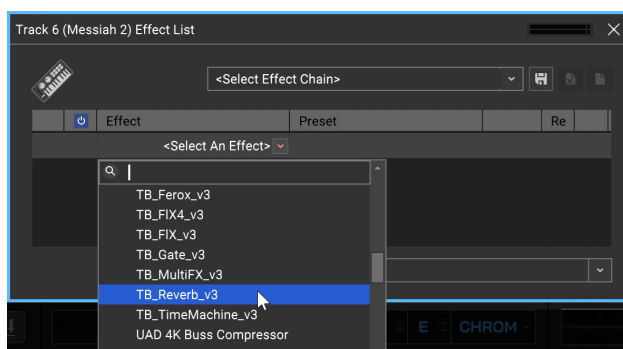 Track 6 (Messiah 2) Effect List
<Select Effect Chain>
Effect Preset Re
<Select An Effect>
TB_Ferox_v3
TB_FIX4_v3
TB_FIX_v3
TB_Gate_v3
TB_MultiFX_v3
TB_Reverb_v3
TB_TimeMachine_v3
UAD 4K Buss Compressor
E CHROM